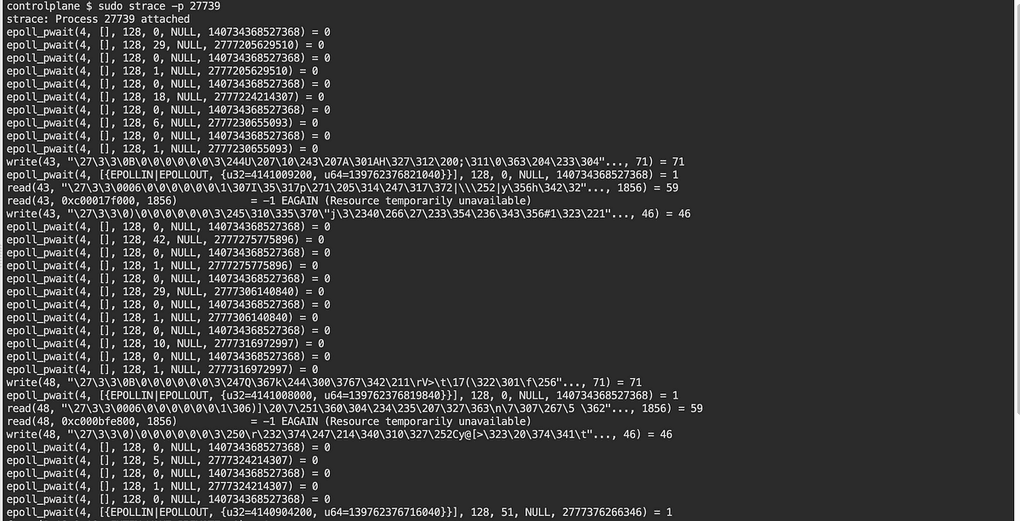 controlplane $ sudo strace -p 27739
strace: Process 27739 attached
epoll_pwait(4, [], 128, 0, NULL, 140734368527368) = 0
epoll_pwait(4, [], 128, 29, NULL, 2777205629510) = 0
epoll_pwait(4, [], 128, 0, NULL, 140734368527368) = 0
epoll_pwait(4, [], 128, 1, NULL, 2777205629510) = 0
epoll_pwait(4, [], 128, 0, NULL, 140734368527368) = 0
epoll_pwait(4, [], 128, 18, NULL, 2777224214307) = 0
epoll_pwait(4, [], 128, 0, NULL, 140734368527368) = 0
epoll_pwait(4, [], 128, 6, NULL, 2777230655093) = 0
epoll_pwait(4, [], 128, 0, NULL, 140734368527368) = 0
epoll_pwait(4, [], 128, 1, NULL, 2777230655093) = 0
write(43, "\27\3\3\0B\0\0\0\0\0\0\3\244U\207\10\243\207A\301AH\327\312\200;\311\0\363\204\233\304"..., 71) = 71
epoll_pwait(4, [{EPOLLIN|EPOLLOUT, {u32=4141009200, u64=139762376821040}}], 128, 0, NULL, 140734368527368) = 1
read(43, "\27\3\3\0006\0\0\0\0\0\0\1\307I\35\317p\271\205\314\247\317\372|\\\252|y\356h\342\32"..., 1856) = 59
read(43, 0xc00017f000, 1856) = -1 EAGAIN (Resource temporarily unavailable)
write(43, "\27\3\3\0)\0\0\0\0\0\0\3\245\310\335\370\"j\3\2340\266\27\233\354\236\343\356#1\323\221"..., 46) = 46
epoll_pwait(4, [], 128, 0, NULL, 140734368527368) = 0
epoll_pwait(4, [], 128, 42, NULL, 2777275775896) = 0
epoll_pwait(4, [], 128, 0, NULL, 140734368527368) = 0
epoll_pwait(4, [], 128, 1, NULL, 2777275775896) = 0
epoll_pwait(4, [], 128, 0, NULL, 140734368527368) = 0
epoll_pwait(4, [], 128, 29, NULL, 2777306140840) = 0
epoll_pwait(4, [], 128, 0, NULL, 140734368527368) = 0
epoll_pwait(4, [], 128, 1, NULL, 2777306140840) = 0
epoll_pwait(4, [], 128, 0, NULL, 140734368527368) = 0
epoll_pwait(4, [], 128, 10, NULL, 2777316972997) = 0
epoll_pwait(4, [], 128, 0, NULL, 140734368527368) = 0
epoll_pwait(4, [], 128, 1, NULL, 2777316972997) = 0
write(48, "\27\3\3\0B\0\0\0\0\0\0\3\247Q\367k\244\300\3767\342\211\rV>\t\17(\322\301\f\256"..., 71) = 71
epoll_pwait(4, [{EPOLLIN|EPOLLOUT, {u32=4141008000, u64=139762376819840}}], 128, 0, NULL, 140734368527368) = 1
read(48, "\27\3\3\0006\0\0\0\0\0\0\1\306)]\20\7\251\360\304\234\235\207\327\363\n\7\307\267\5 \362"..., 1856) = 59
read(48, 0xc000bfe800, 1856) = -1 EAGAIN (Resource temporarily unavailable)
write(48, "\27\3\3\0)\0\0\0\0\0\0\3\250\r\232\374\247\214\340\310\327\252Cy@[>\323\20\374\341\t"..., 46) = 46
epoll_pwait(4, [], 128, 0, NULL, 140734368527368) = 0
epoll_pwait(4, [], 128, 5, NULL, 2777324214307) = 0
epoll_pwait(4, [], 128, 0, NULL, 140734368527368) = 0
epoll_pwait(4, [], 128, 1, NULL, 2777324214307) = 0
epoll_pwait(4, [], 128, 0, NULL, 140734368527368) = 0
epoll_pwait(4, [{EPOLLIN|EPOLLOUT, {u32=4140904200, u64=139762376716040}}], 128, 51, NULL, 2777376266346) = 1